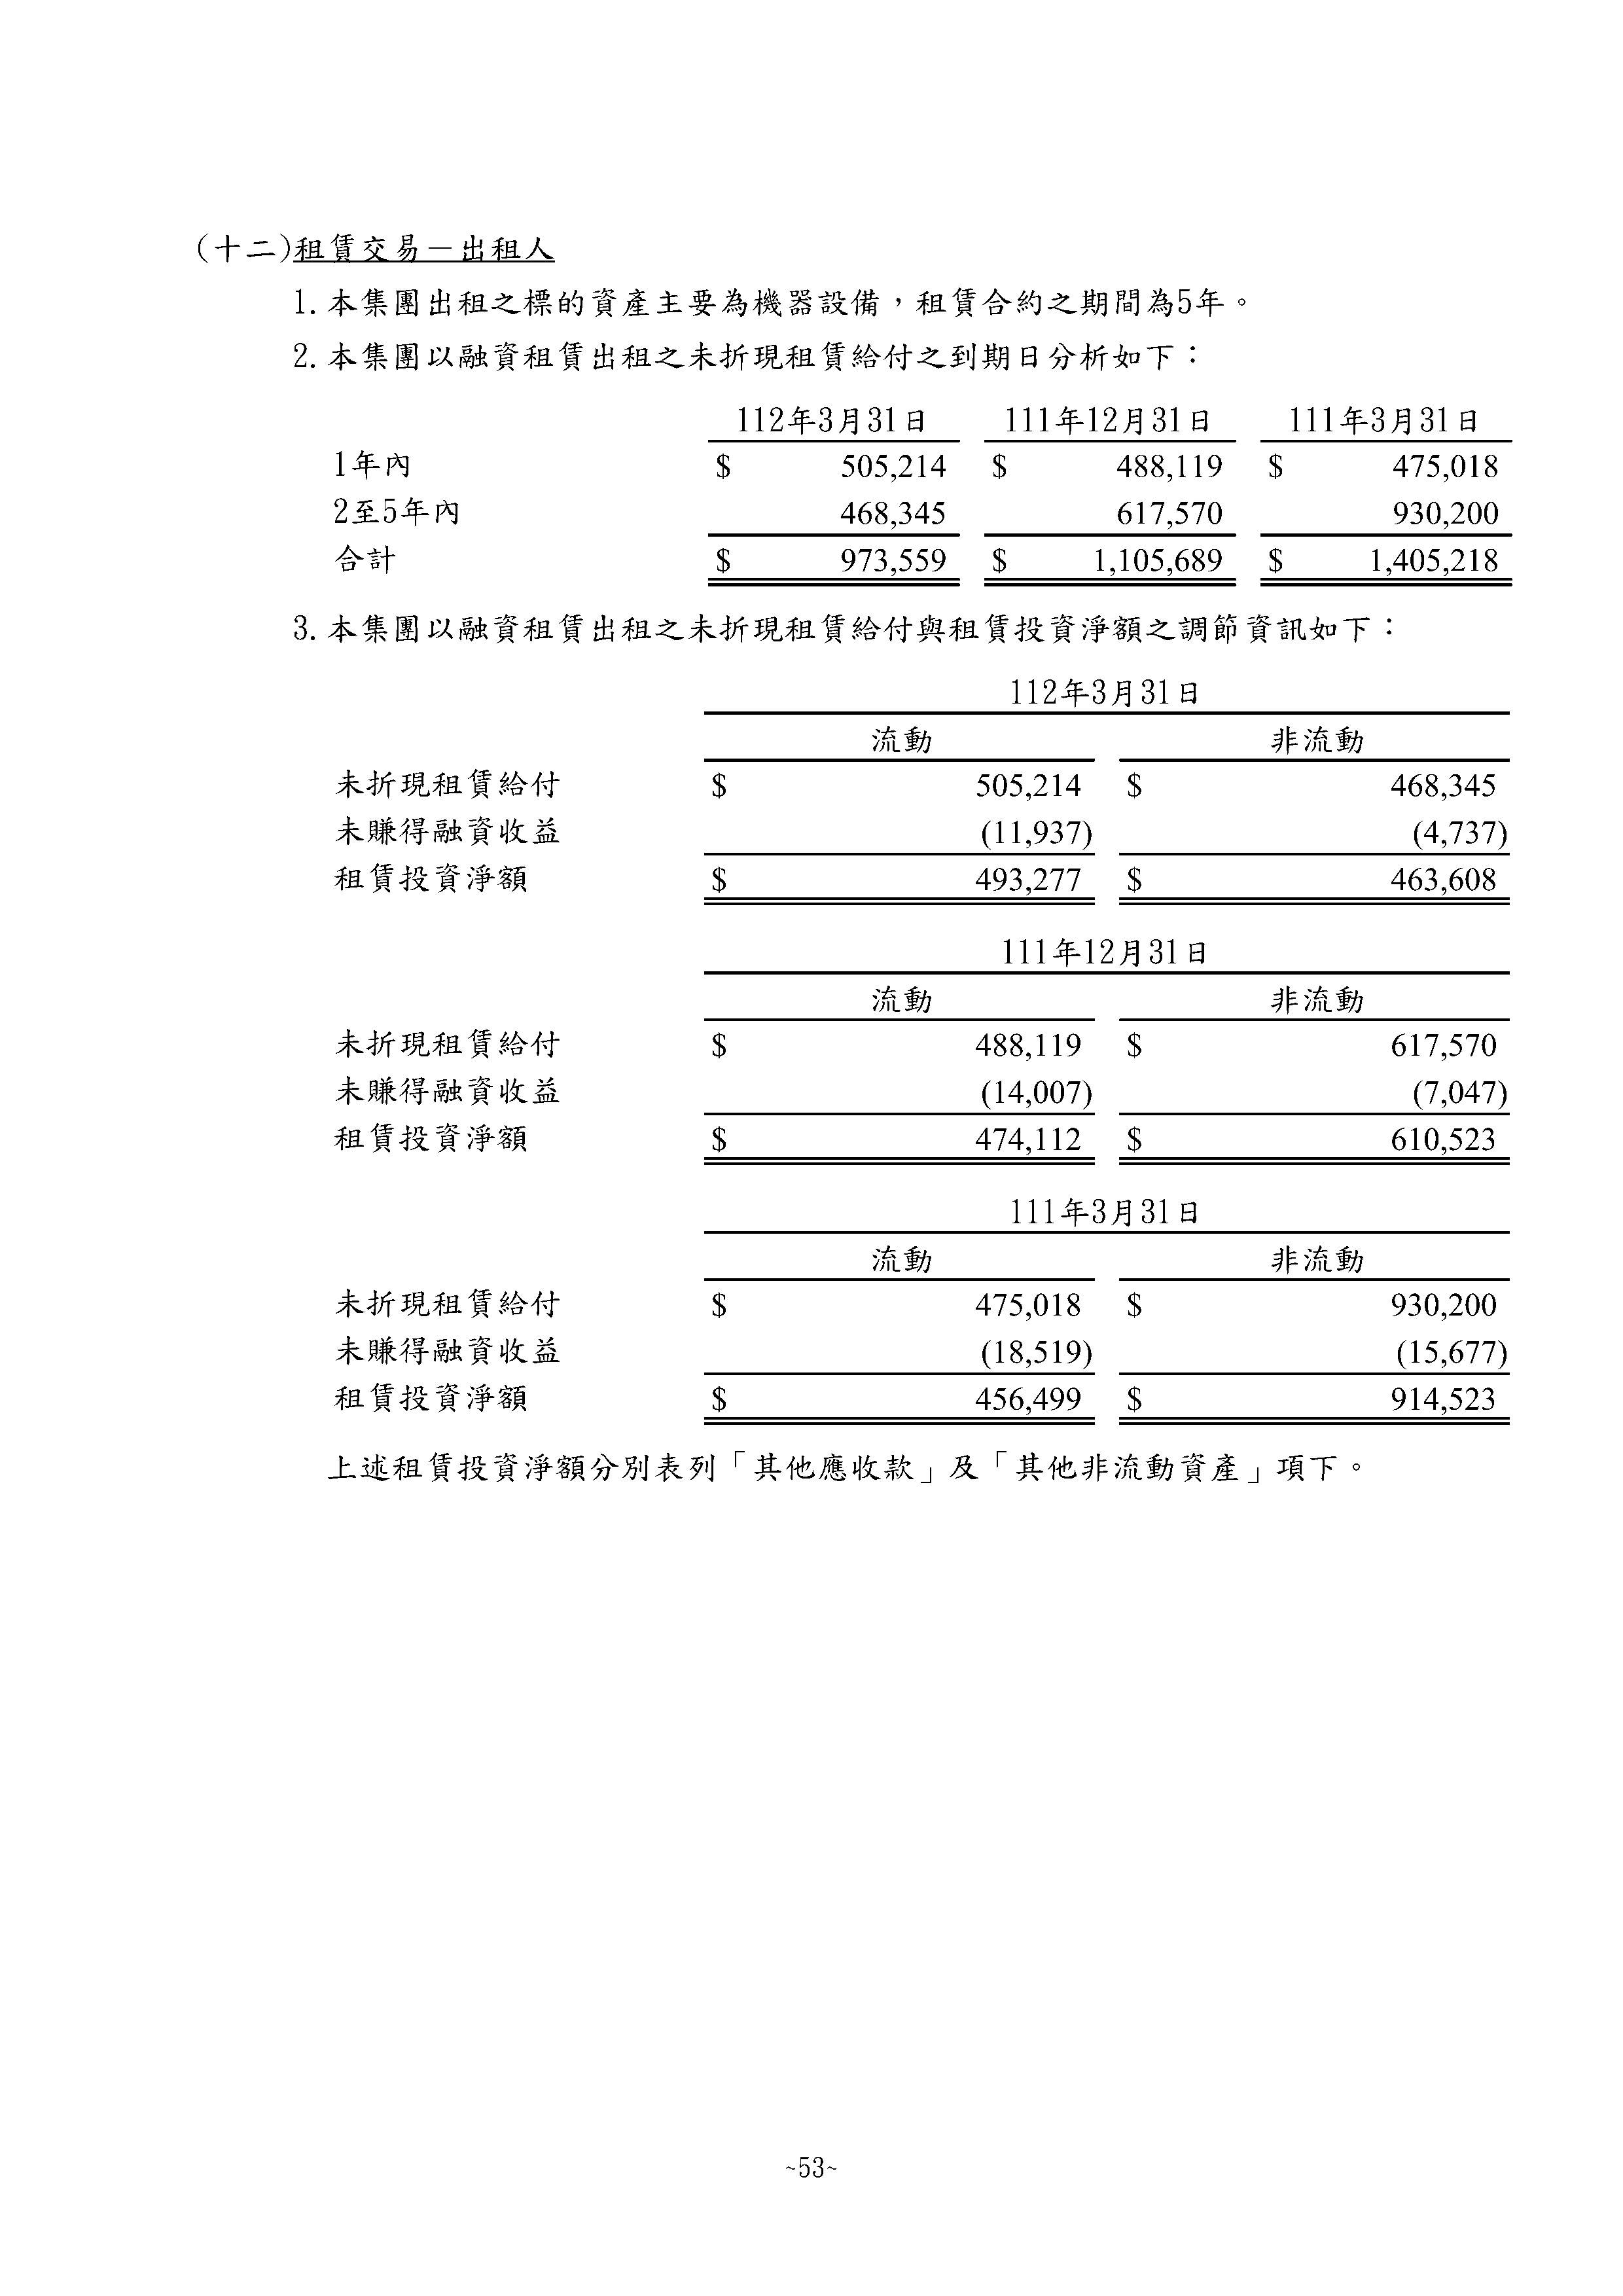 (十二)租賃交易－出租人
1.本集團出租之標的資產主要為機器設備，租賃合約之期間為5年。
2.本集團以融資租賃出租之未折現租賃給付之到期日分析如下：
112年3月31日 111年12月31日 111年3月31日
1年內 $ 505,214 $ 488,119 $ 475,018
2至5年內 468,345 617,570 930,200
合計 $ 973,559 $ 1,105,689 $ 1,405,218
3.本集團以融資租賃出租之未折現租賃給付與租賃投資淨額之調節資訊如下：
112年3月31日
流動 非流動
未折現租賃給付 $ 505,214 $ 468,345
未賺得融資收益 (11,937) (4,737)
租賃投資淨額 $ 493,277 $ 463,608
111年12月31日
流動 非流動
未折現租賃給付 $ 488,119 $ 617,570
未賺得融資收益 (14,007) (7,047)
租賃投資淨額 $ 474,112 $ 610,523
111年3月31日
流動 非流動
未折現租賃給付 $ 475,018 $ 930,200
未賺得融資收益 (18,519) (15,677)
租賃投資淨額 $ 456,499 $ 914,523
上述租賃投資淨額分別表列「其他應收款」及「其他非流動資產」項下。
~53~